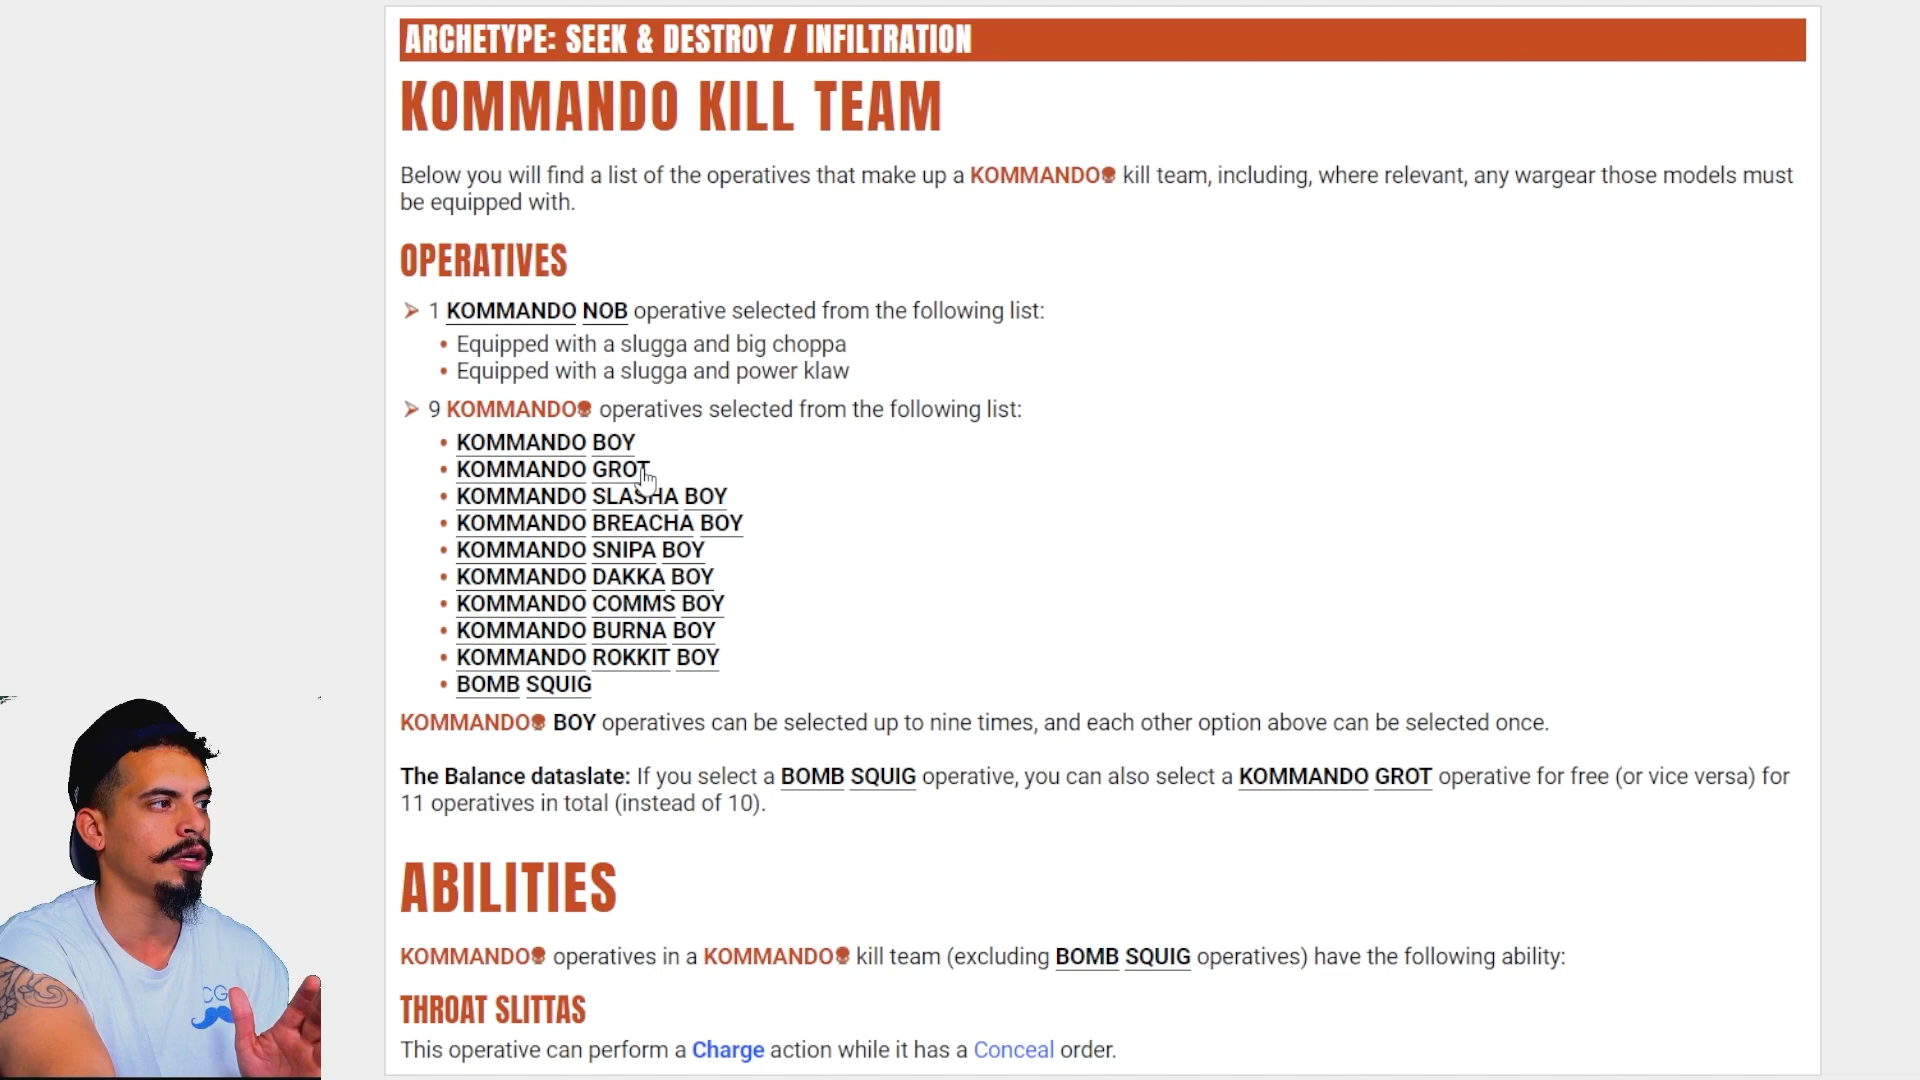 ARCHETYPE: SEEK & DESTROY / INFILTRATION
KOMMANDO KILL TEAM
Below you will find a list of the operatives that make up a KOMMANDO kill team, including, where relevant, any wargear those models must
be equipped with.
OPERATIVES
1 KOMMANDO NOB operative selected from the following list:
• Equipped with a slugga and big choppa
• Equipped with a slugga and power klaw
9 KOMMANDO operatives selected from the following list:
• KOMMANDO BOY
• KOMMANDO GROT
• KOMMANDO SLASHA BOY
• KOMMANDO BREACHA BOY
• KOMMANDO SNIPA BOY
• KOMMANDO DAKKA BOY
• KOMMANDO COMMS BOY
• KOMMANDO BURNA BOY
• KOMMANDO ROKKIT BOY
• BOMB SQUIG
KOMMANDO BOY operatives can be selected up to nine times, and each other option above can be selected once.
The Balance dataslate: If you select a BOMB SQUIG operative, you can also select a KOMMANDO GROT operative for free (or vice versa) for
11 operatives in total (instead of 10).
ABILITIES
KOMMANDO operatives in a KOMMANDO kill team (excluding BOMB SQUIG operatives) have the following ability:
THROAT SLITTAS
This operative can perform a Charge action while it has a Conceal order.